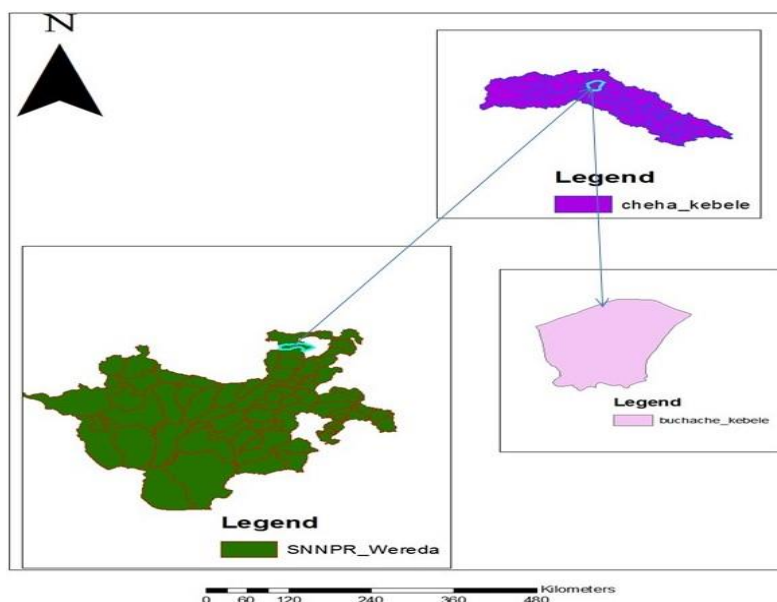 N
Legend
cheha_kebele
Legend
buchache_kebele
Legend
SNNPR_Wereda
Kilometers
0 60 120 240 360 480